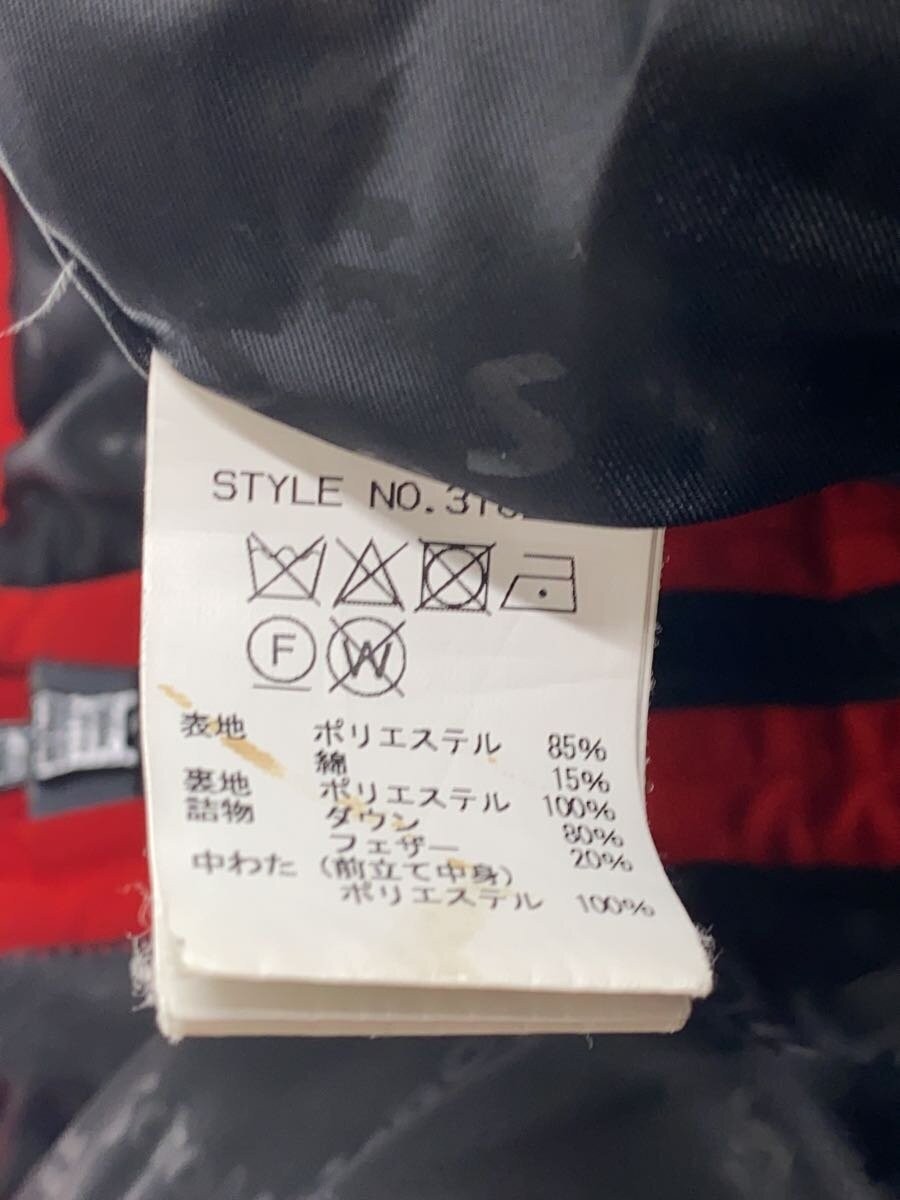 S
STYLE NO.
F
W
表地 ポリエステル 85%
綿 15%
裏地 ポリエステル 100%
詰物 ダウン 80%
フェザー 20%
中わた (前立て中身)
ポリエステル 100%